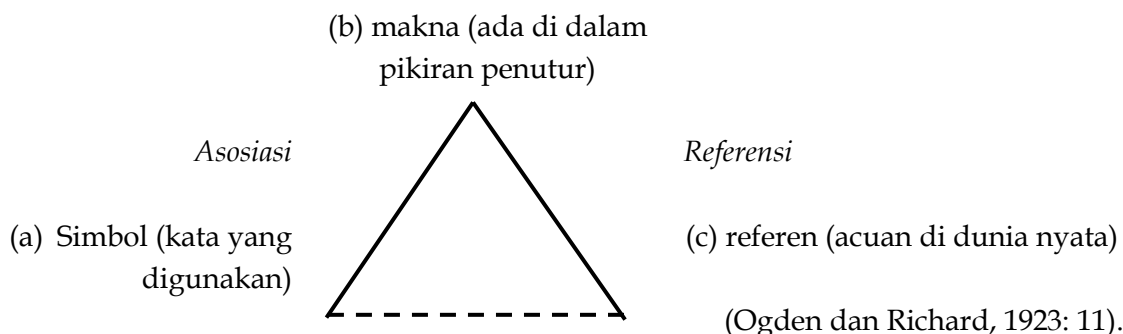 (b) makna (ada di dalam
pikiran penutur)
Asosiasi
Referensi
(a) Simbol (kata yang
digunakan)
(c) referen (acuan di dunia nyata)
(Ogden dan Richard, 1923: 11).